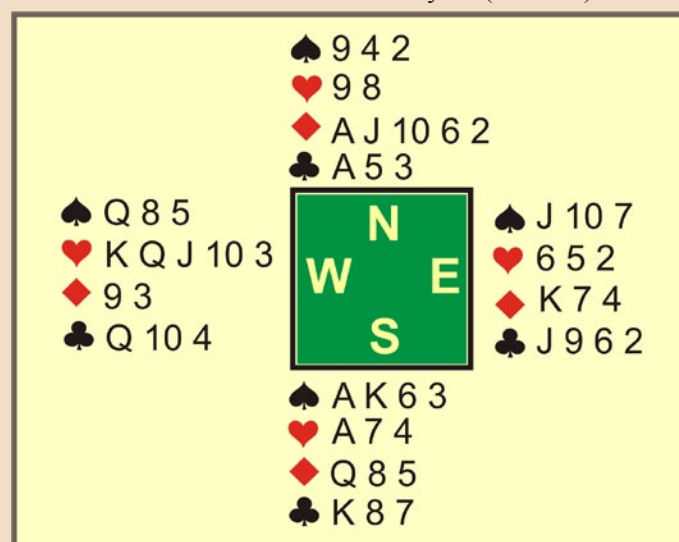 ♠ 9 4 2
♥ 9 8
♦ A J 10 6 2
♣ A 5 3
♠ Q 8 5
♥ K Q J 10 3
♦ 9 3
♣ Q 10 4
N
W E
S
♠ J 10 7
♥ 6 5 2
♦ K 7 4
♣ J 9 6 2
♠ A K 6 3
♥ A 7 4
♦ Q 8 5
♣ K 8 7